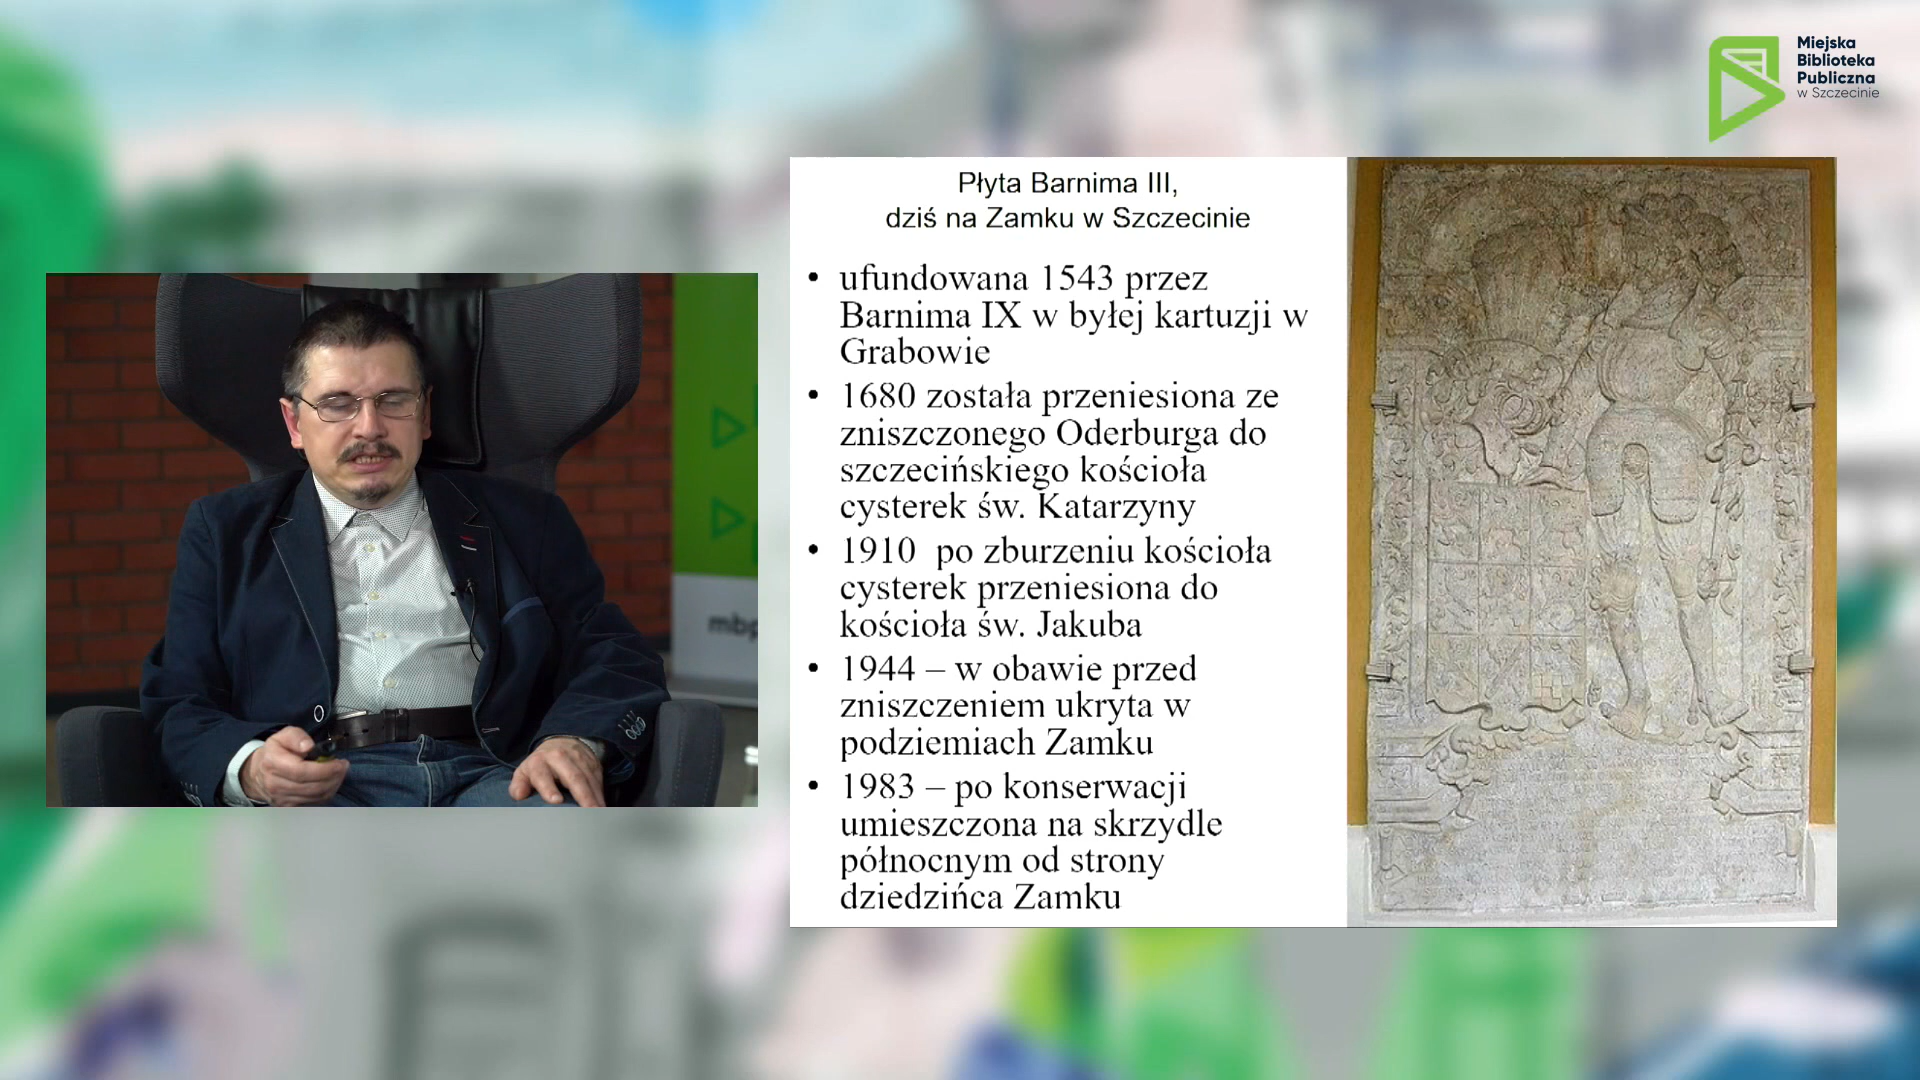 Miejska
Biblioteka
Publiczna
w Szczecinie
Płyta Barnima III,
dziś na Zamku w Szczecinie
• ufundowana 1543 przez
Barnima IX w byłej kartuzji w
Grabowie
• 1680 została przeniesiona ze
zniszczonego Oderburga do
szczecińskiego kościoła
cysterek św. Katarzyny
• 1910 po zburzeniu kościoła
cysterek przeniesiona do
kościoła św. Jakuba
• 1944 – w obawie przed
zniszczeniem ukryta w
podziemiach Zamku
• 1983 – po konserwacji
umieszczona na skrzydle
północnym od strony
dziedzińca Zamku
mbp